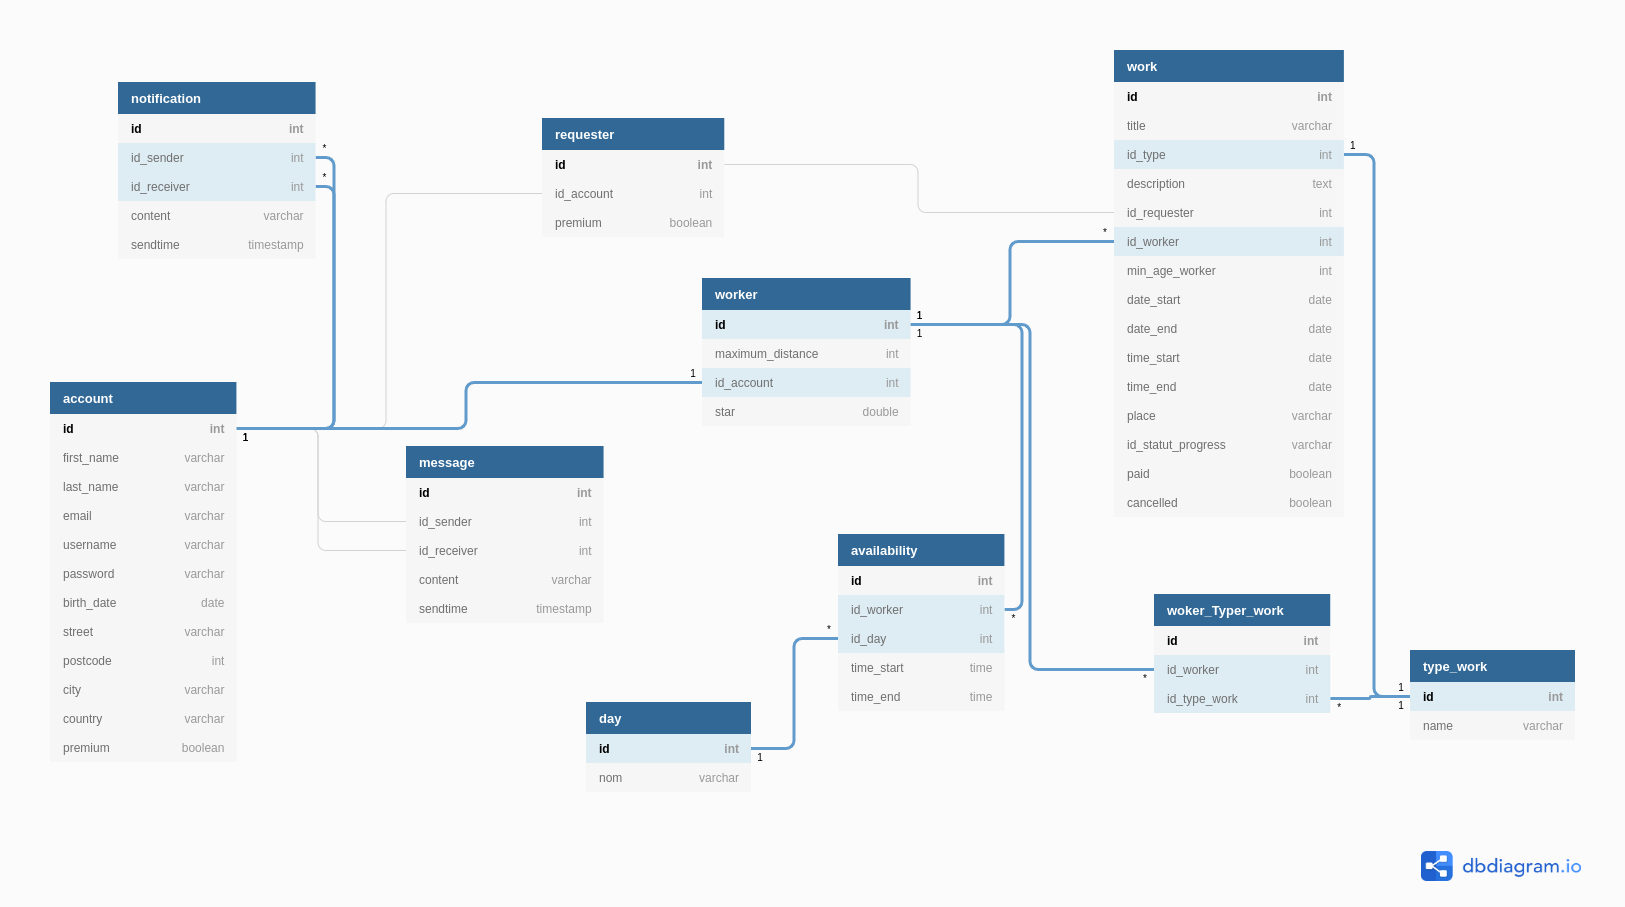 notification
id int
id_sender int *
id_receiver int *
content varchar
sendtime timestamp
requester
id int
id_account int
premium boolean
work
id int
title varchar
id_type int 1
description text
id_requester int
* id_worker int
min_age_worker int
date_start date
date_end date
time_start date
time_end date
place varchar
id_statut_progress varchar
paid boolean
cancelled boolean
worker
id int 1
1
maximum_distance int
1 id_account int
star double
account
id int 1
first_name varchar
last_name varchar
email varchar
username varchar
password varchar
birth_date date
street varchar
postcode int
city varchar
country varchar
premium boolean
message
id int
id_sender int
id_receiver int
content varchar
sendtime timestamp
availability
id int
id_worker int *
* id_day int
time_start time
time_end time
woker_Typer_work
id int
* id_worker int
id_type_work int *
type_work
1 id int
1
name varchar
day
id int 1
nom varchar
dbdiagram.io